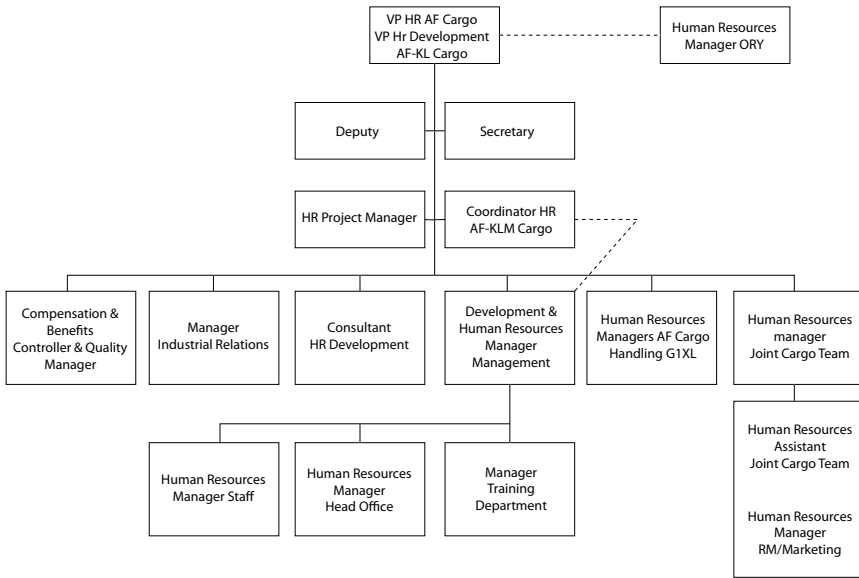 VP HR AF Cargo
VP Hr Development
AF-KL Cargo
Human Resources
Manager ORY
Deputy
Secretary
HR Project Manager
Coordinator HR
AF-KLM Cargo
Compensation &
Benefits
Controller & Quality
Manager
Manager
Industrial Relations
Consultant
HR Development
Development &
Human Resources
Manager
Management
Human Resources
Managers AF Cargo
Handling G1XL
Human Resources
manager
Joint Cargo Team
Human Resources
Manager Staff
Human Resources
Manager
Head Office
Manager
Training
Department
Human Resources
Assistant
Joint Cargo Team
Human Resources
Manager
RM/Marketing